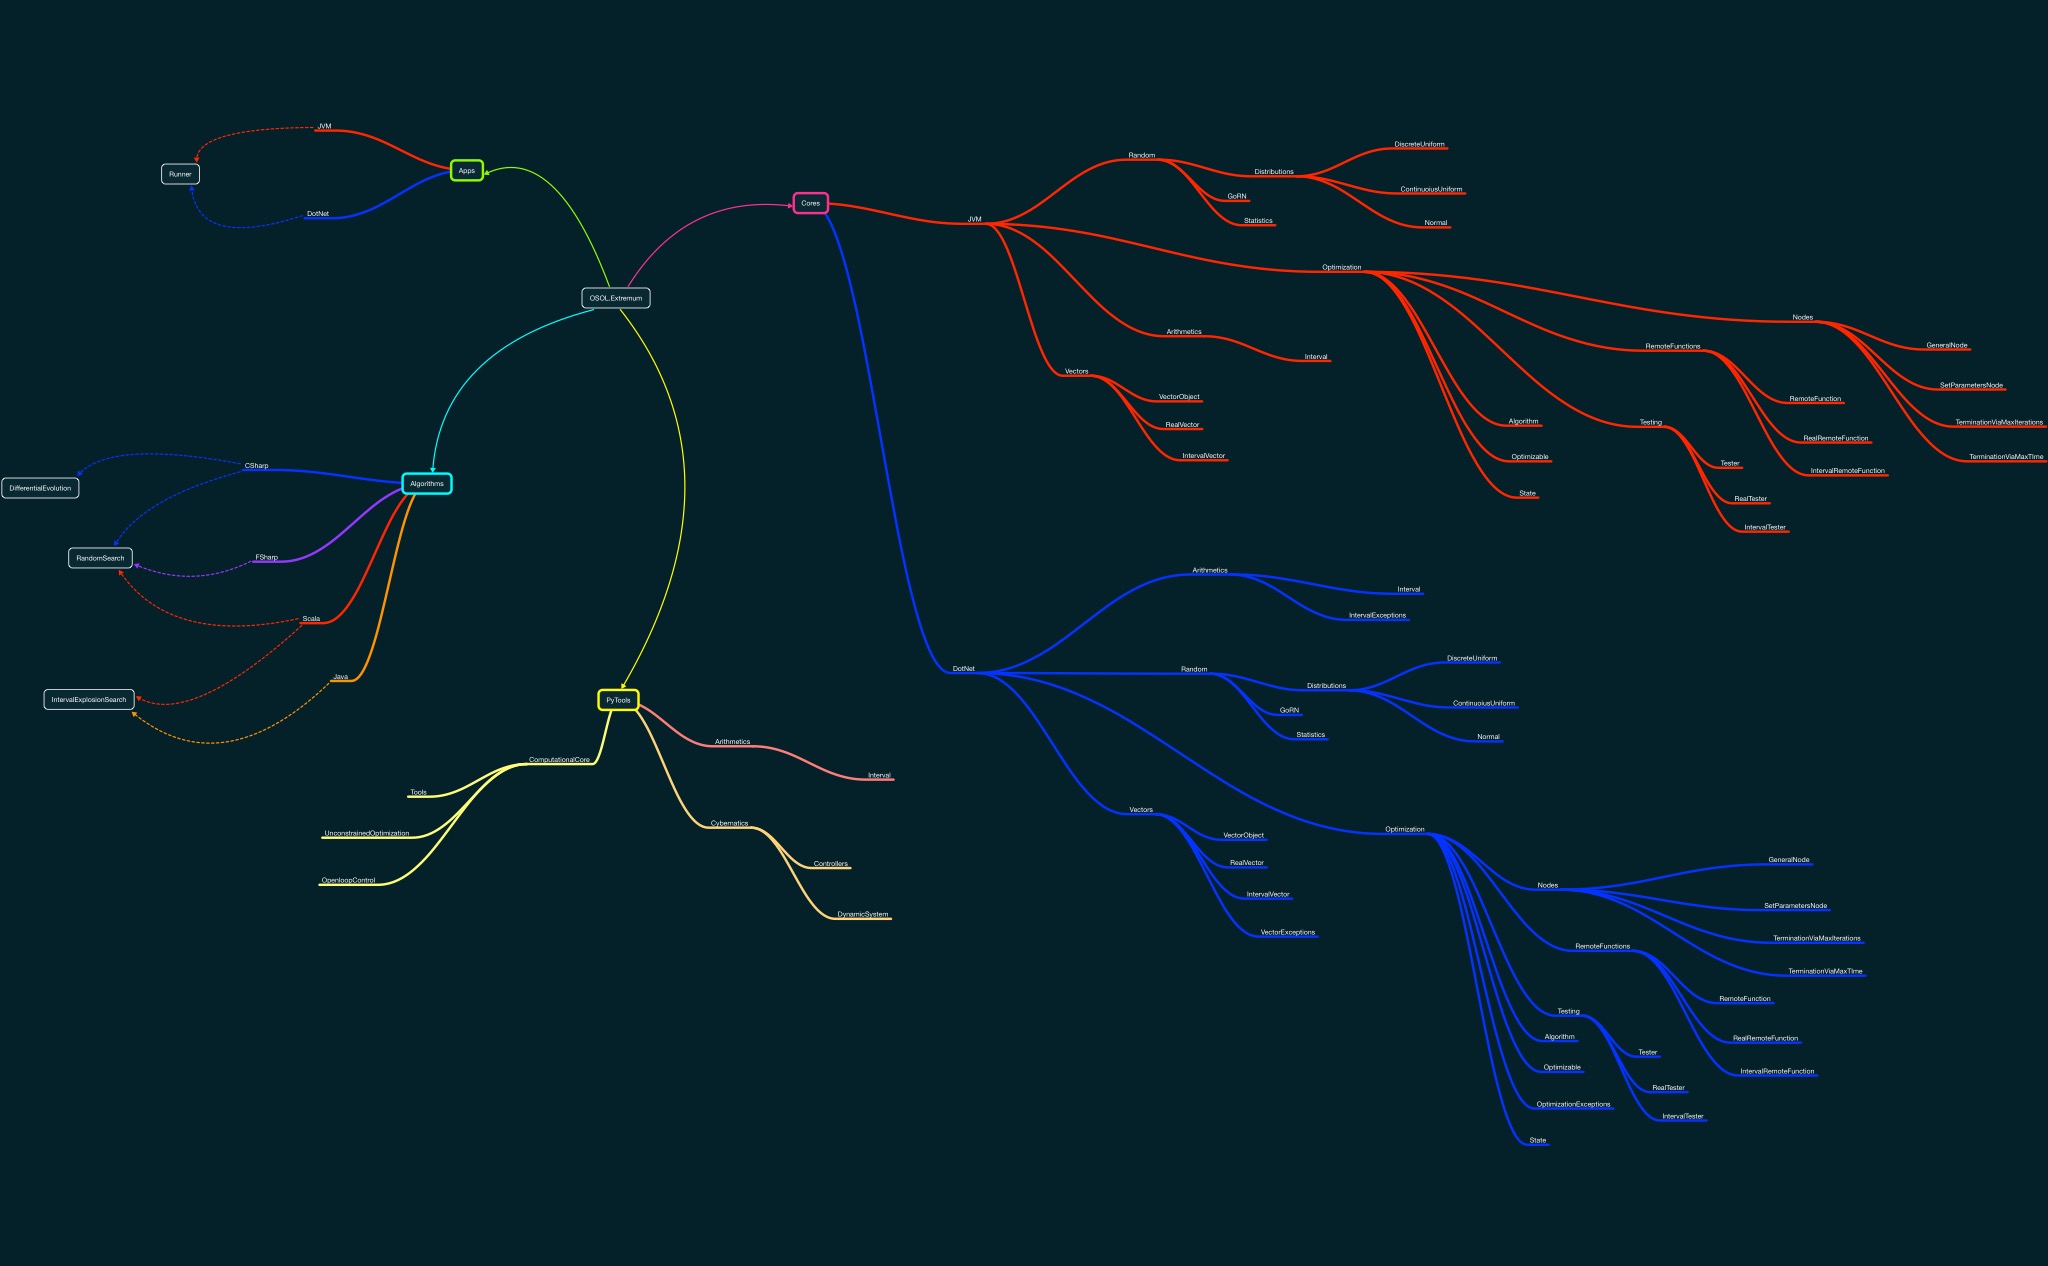 OSOL.Extremum
Apps
JVM
DotNet
Runner
Algorithms
CSharp
FSharp
Scala
Java
DifferentialEvolution
RandomSearch
IntervalExplosionSearch
PyTools
ComputationalCore
Tools
UnconstrainedOptimization
OpenloopControl
Arithmetics
Interval
Cybernatics
Controllers
DynamicSystem
Cores
JVM
Random
Distributions
DiscreteUniform
ContinuoiusUniform
Normal
GoRN
Statistics
Optimization
Nodes
GeneralNode
SetParametersNode
TerminationViaMaxIterations
TerminationViaMaxTIme
RemoteFunctions
RemoteFunction
RealRemoteFunction
IntervalRemoteFunction
Testing
Tester
RealTester
IntervalTester
Algorithm
Optimizable
State
Arithmetics
Interval
Vectors
VectorObject
RealVector
IntervalVector
DotNet
Arithmetics
Interval
IntervalExceptions
Random
Distributions
DiscreteUniform
ContinuoiusUniform
Normal
GoRN
Statistics
Vectors
VectorObject
RealVector
IntervalVector
VectorExceptions
Optimization
Nodes
GeneralNode
SetParametersNode
TerminationViaMaxIterations
TerminationViaMaxTIme
RemoteFunctions
RemoteFunction
RealRemoteFunction
IntervalRemoteFunction
Testing
Tester
RealTester
IntervalTester
Algorithm
Optimizable
OptimizationExceptions
State